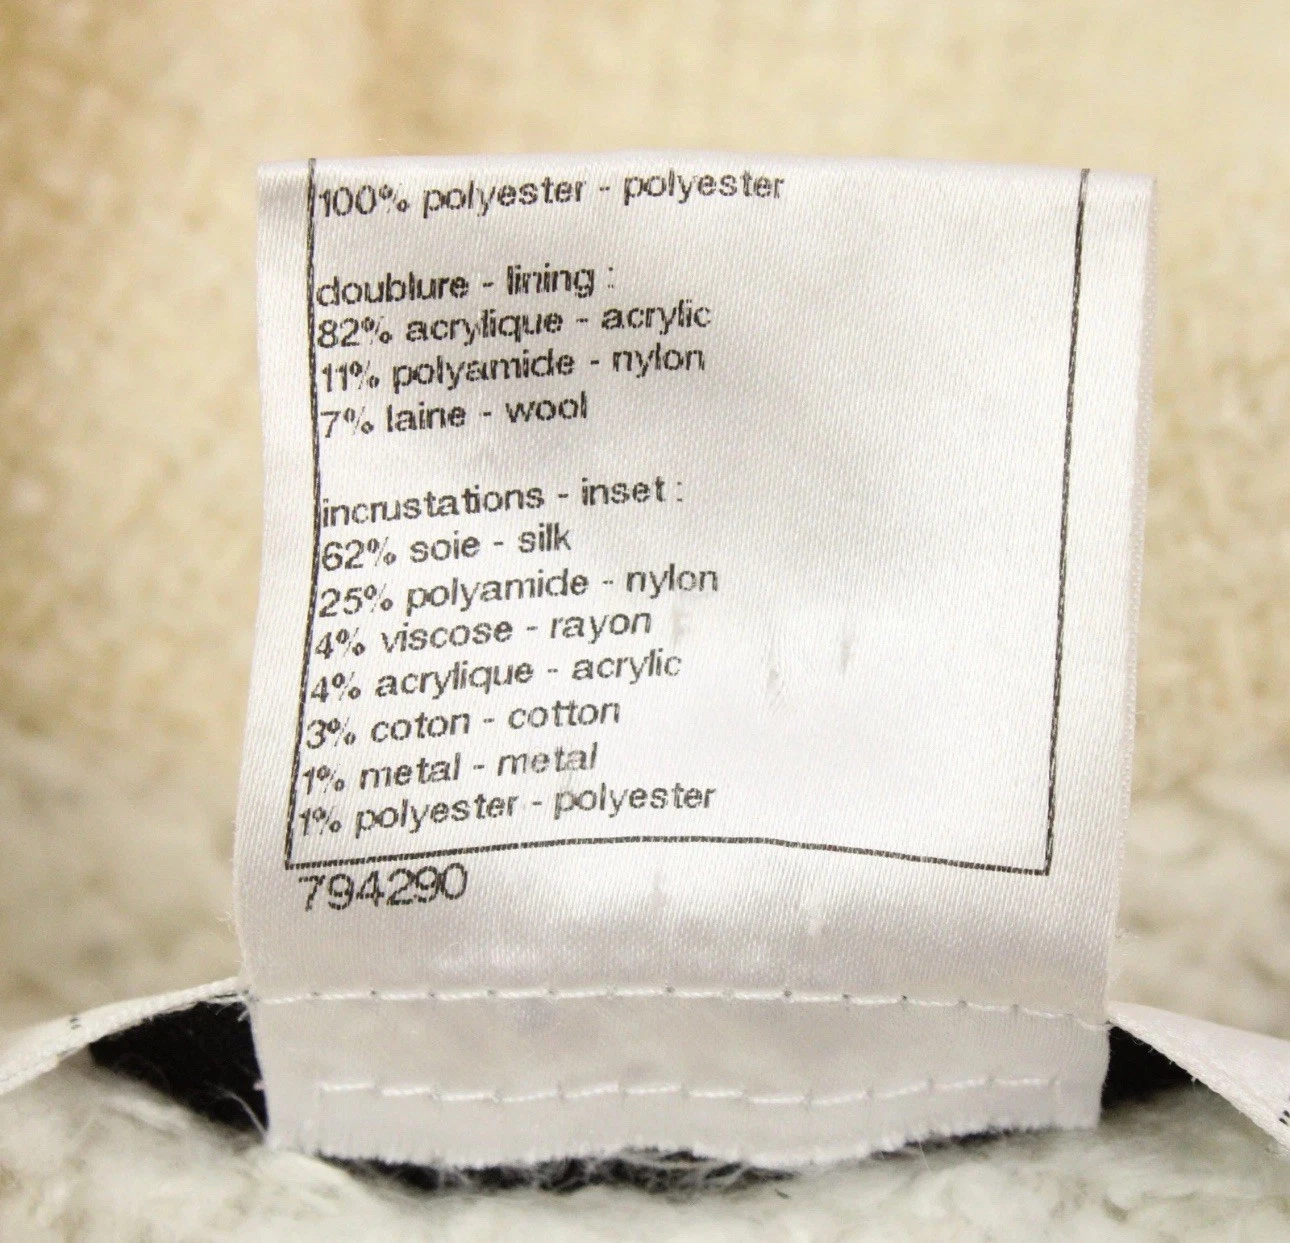 100% polyester - polyester
doublure - lining :
82% acrylique - acrylic
11% polyamide - nylon
7% laine - wool
incrustations - inset :
62% soie - silk
25% polyamide - nylon
4% viscose - rayon
4% acrylique - acrylic
3% coton - cotton
1% metal - metal
1% polyester - polyester
794290